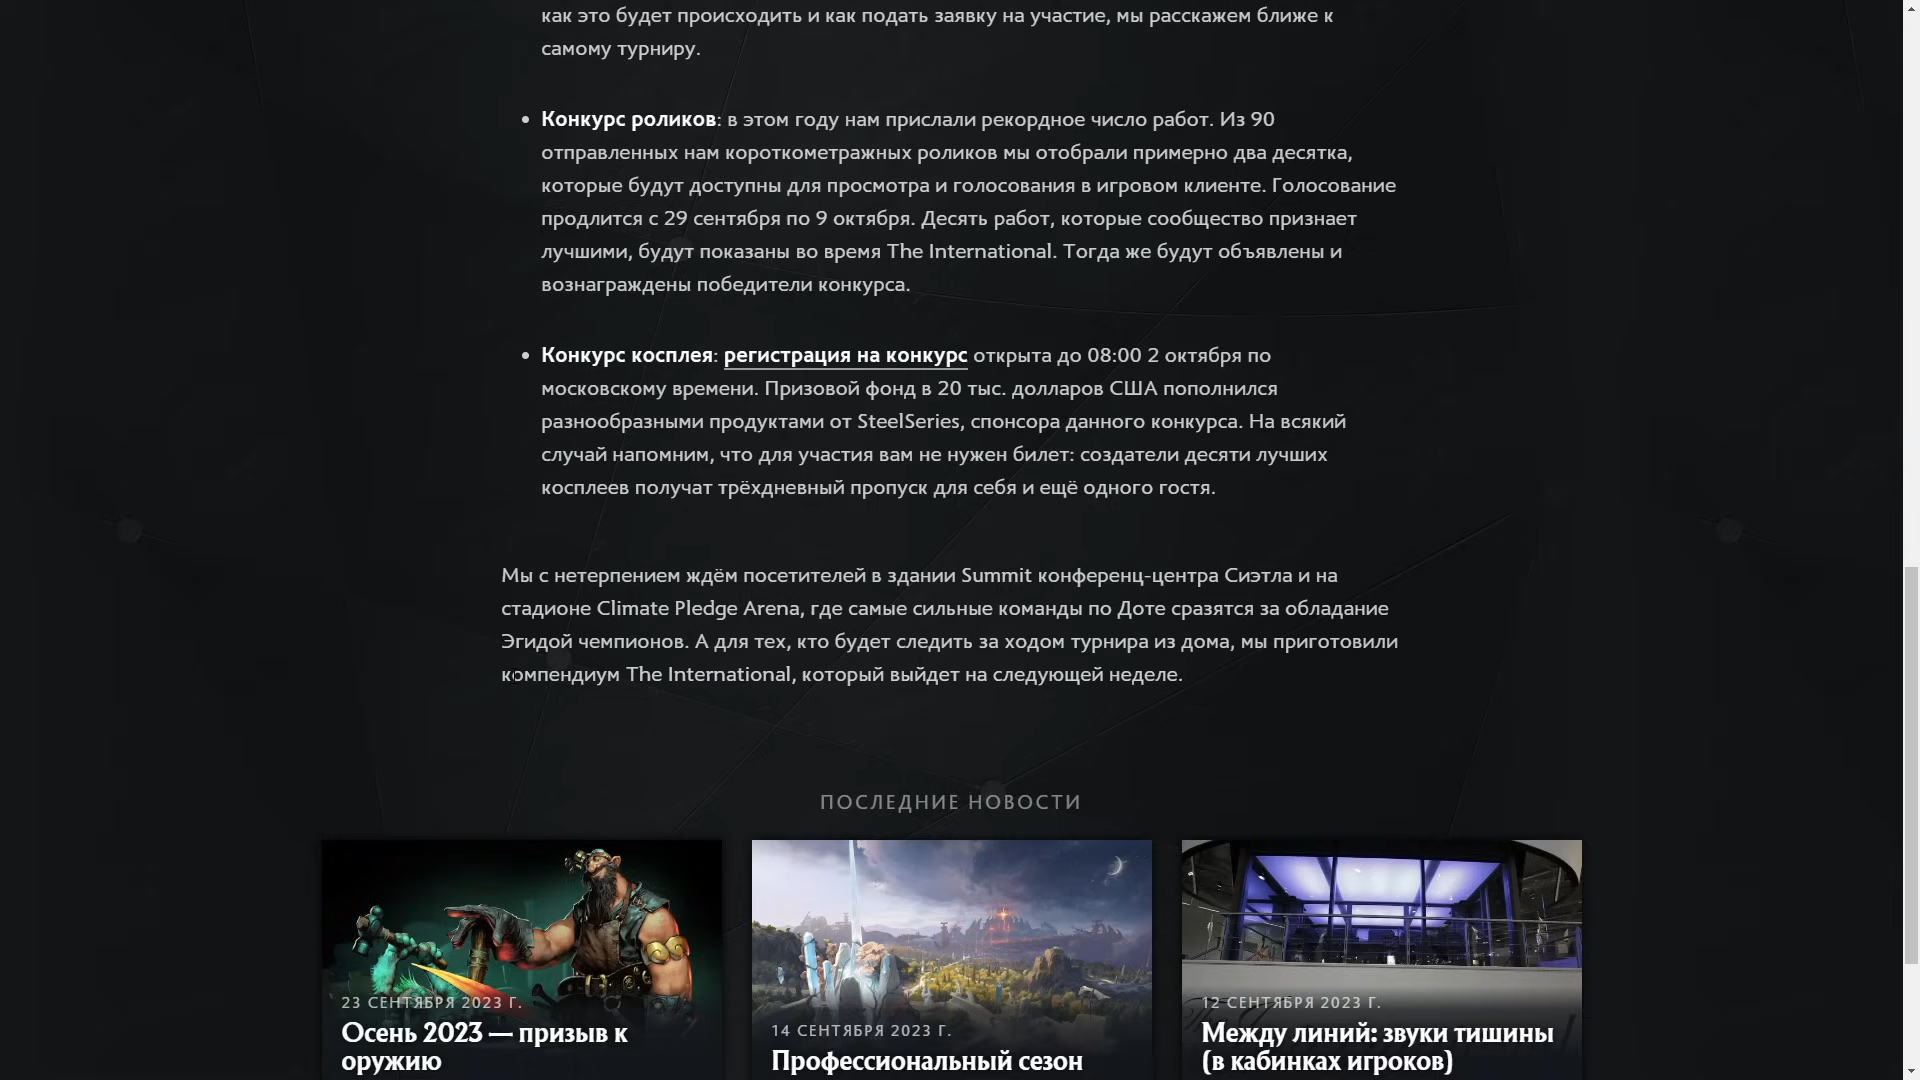 как это будет происходить и как подать заявку на участие, мы расскажем ближе к
самому турниру.
• Конкурс роликов: в этом году нам прислали рекордное число работ. Из 90
отправленных нам короткометражных роликов мы отобрали примерно два десятка,
которые будут доступны для просмотра и голосования в игровом клиенте. Голосование
продлится с 29 сентября по 9 октября. Десять работ, которые сообщество признает
лучшими, будут показаны во время The International. Тогда же будут объявлены и
вознаграждены победители конкурса.
• Конкурс косплея: регистрация на конкурс открыта до 08:00 2 октября по
московскому времени. Призовой фонд в 20 тыс. долларов США пополнился
разнообразными продуктами от SteelSeries, спонсора данного конкурса. На всякий
случай напомним, что для участия вам не нужен билет: создатели десяти лучших
косплеев получат трёхдневный пропуск для себя и ещё одного гостя.
Мы с нетерпением ждём посетителей в здании Summit конференц-центра Сиэтла и на
стадионе Climate Pledge Arena, где самые сильные команды по Доте сразятся за обладание
Эгидой чемпионов. А для тех, кто будет следить за ходом турнира из дома, мы приготовили
компендиум The International, который выйдет на следующей неделе.
ПОСЛЕДНИЕ НОВОСТИ
23 СЕНТЯБРЯ 2023 Г.
Осень 2023 — призыв к
оружию
14 СЕНТЯБРЯ 2023 Г.
Профессиональный сезон
12 СЕНТЯБРЯ 2023 Г.
Между линий: звуки тишины
(в кабинках игроков)